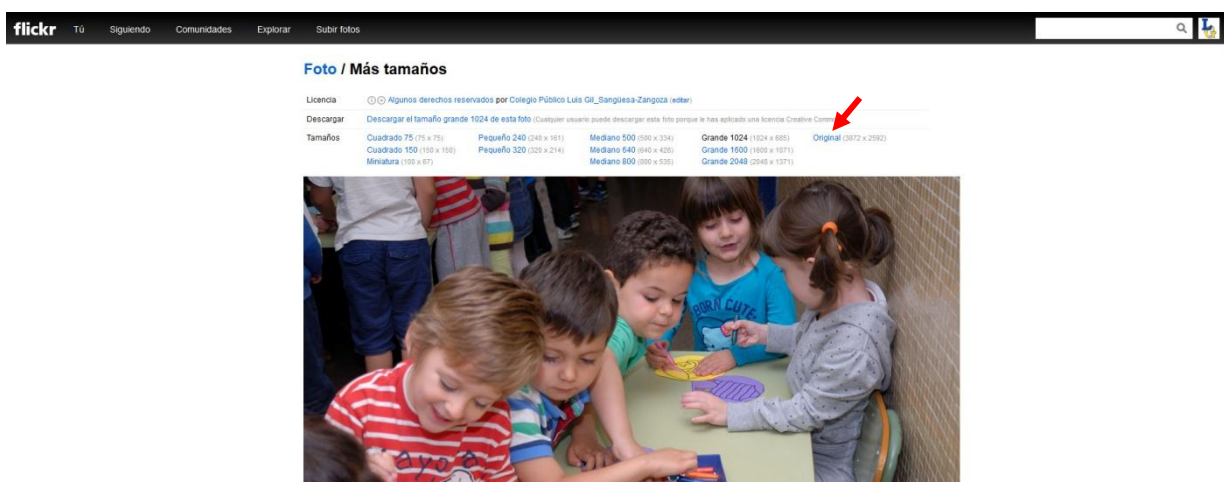 flickr Tú Siguiendo Comunidades Explorar Subir fotos
Foto / Más tamaños
Licencia Algunos derechos reservados por Colegio Público Luis Gil_Sangüesa-Zangoza (editar)
Descargar Descargar el tamaño grande 1024 de esta foto (Cualquier usuario puede descargar esta foto porque le has aplicado una licencia Creative
Tamaños Cuadrado 75 (75 x 75) Pequeño 240 (240 x 161) Mediano 500 (500 x 334) Grande 1024 (1024 x 685) Original (3872 x 2592)
Cuadrado 150 (150 x 150) Pequeño 320 (320 x 214) Mediano 640 (640 x 428) Grande 1600 (1600 x 1071)
Miniatura (100 x 67) Mediano 800 (800 x 535) Grande 2048 (2048 x 1371)
BORN CUTE